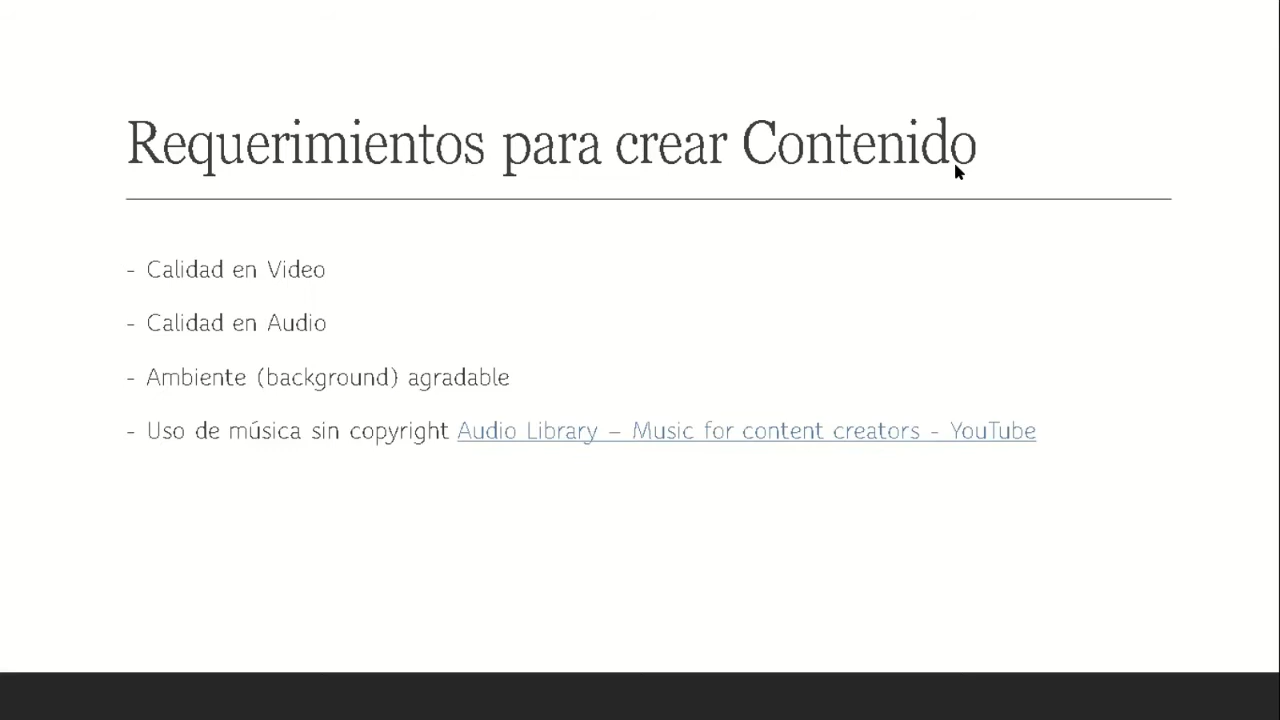 Requerimientos para crear Contenido
- Calidad en Video
- Calidad en Audio
- Ambiente (background) agradable
- Uso de música sin copyright Audio Library – Music for content creators - YouTube